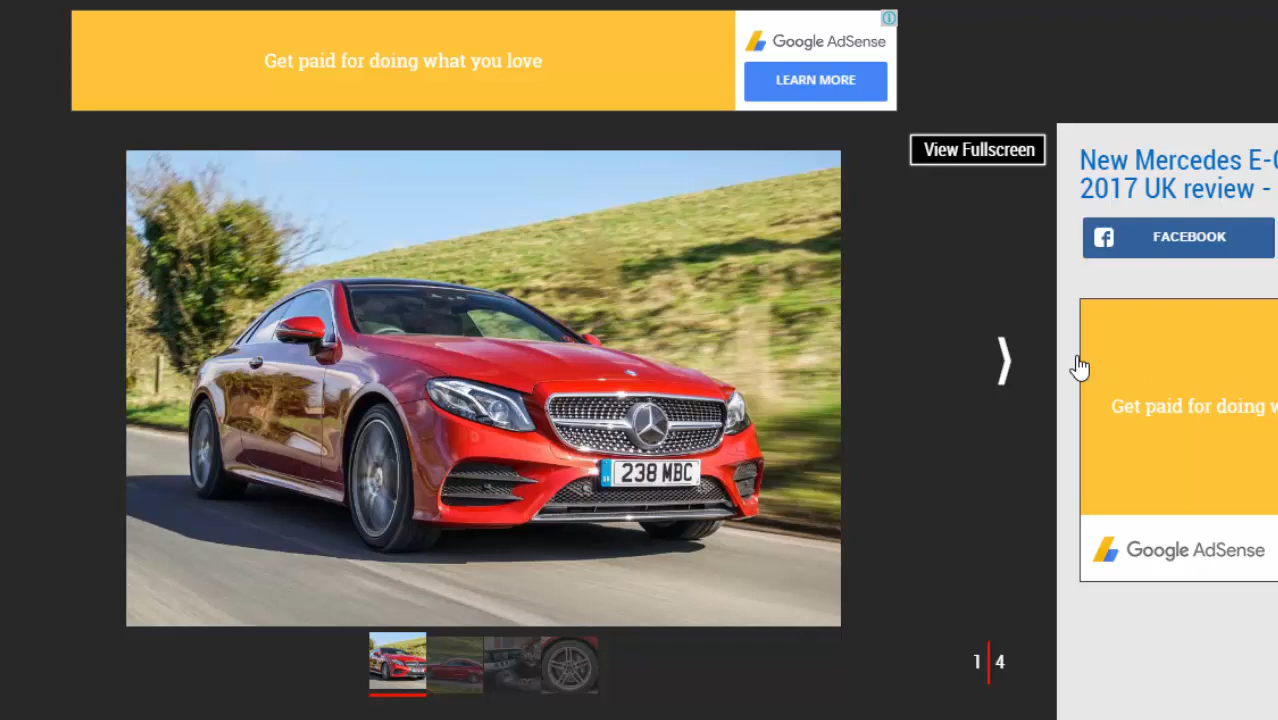 Get paid for doing what you love
Google AdSense
LEARN MORE
View Fullscreen
New Mercedes E-
2017 UK review -
FACEBOOK
238 MBC
Get paid for doing
Google AdSense
1
4